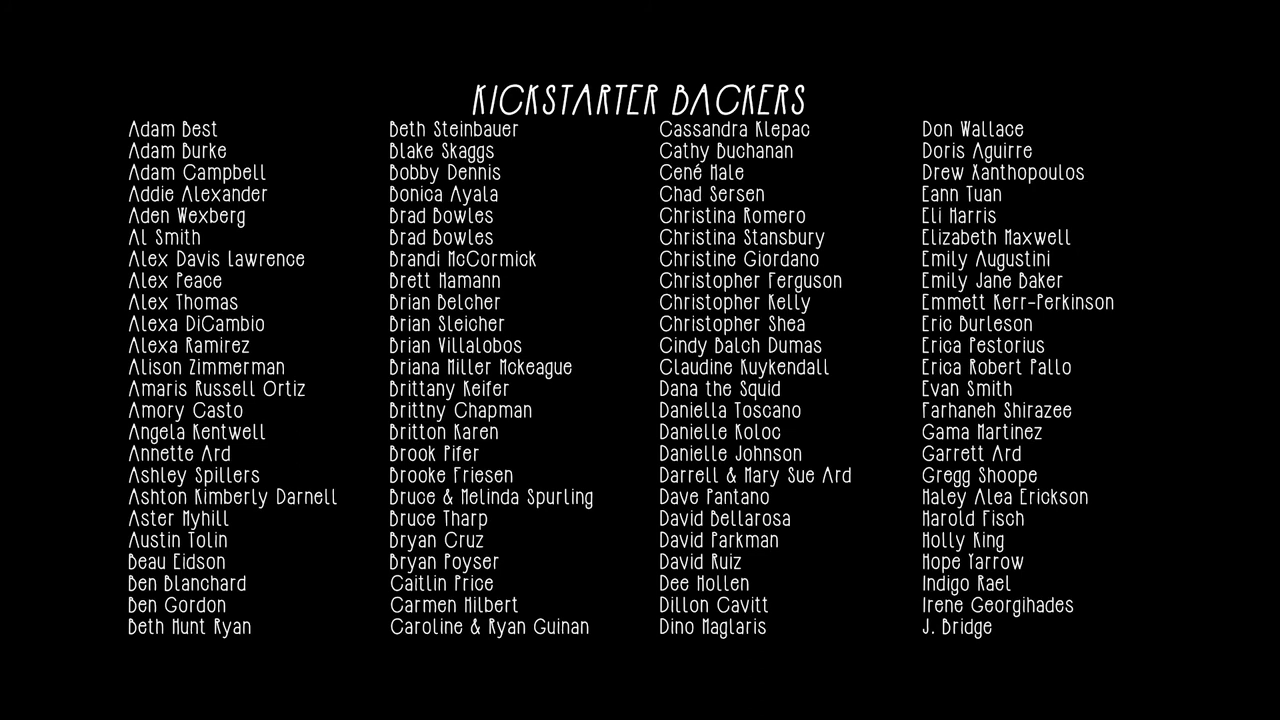 KICKSTARTER BACKERS
Adam Best
Adam Burke
Adam Campbell
Addie Alexander
Aden Wexberg
Al Smith
Alex Davis Lawrence
Alex Peace
Alex Thomas
Alexa DiCambio
Alexa Ramirez
Alison Zimmerman
Amaris Russell Ortiz
Amory Casto
Angela Kentwell
Annette Ard
Ashley Spillers
Ashton Kimberly Darnell
Aster Myhill
Austin Tolin
Beau Eidson
Ben Blanchard
Ben Gordon
Beth Hunt Ryan
Beth Steinbauer
Blake Skaggs
Bobby Dennis
Bonica Ayala
Brad Bowles
Brad Bowles
Brandi McCormick
Brett Hamann
Brian Belcher
Brian Sleicher
Brian Villalobos
Briana Miller Mckeague
Brittany Keifer
Brittny Chapman
Britton Karen
Brook Pifer
Brooke Friesen
Bruce & Melinda Spurling
Bruce Tharp
Bryan Cruz
Bryan Poyser
Caitlin Price
Carmen Hilbert
Caroline & Ryan Guinan
Cassandra Klepac
Cathy Buchanan
Cené Hale
Chad Sersen
Christina Romero
Christina Stansbury
Christine Giordano
Christopher Ferguson
Christopher Kelly
Christopher Shea
Cindy Balch Dumas
Claudine Kuykendall
Dana the Squid
Daniella Toscano
Danielle Koloc
Danielle Johnson
Darrell & Mary Sue Ard
Dave Pantano
David Bellarosa
David Parkman
David Ruiz
Dee Hollen
Dillon Cavitt
Dino Maglaris
Don Wallace
Doris Aguirre
Drew Xanthopoulos
Eann Tuan
Eli Harris
Elizabeth Maxwell
Emily Augustini
Emily Jane Baker
Emmett Kerr-Perkinson
Eric Burleson
Erica Pestorius
Erica Robert Pallo
Evan Smith
Farhaneh Shirazee
Gama Martinez
Garrett Ard
Gregg Shoope
Haley Alea Erickson
Harold Fisch
Holly King
Hope Yarrow
Indigo Rael
Irene Georgihades
J. Bridge